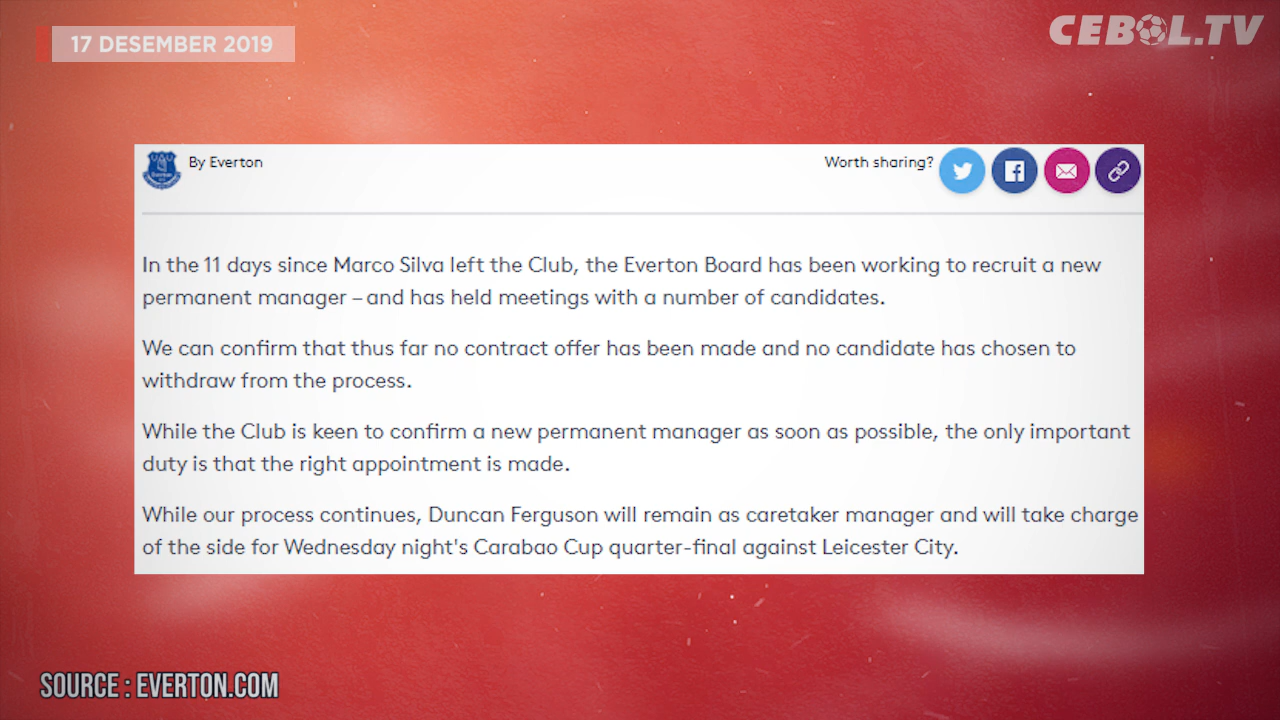 17 DESEMBER 2019
CEBOL.TV
By Everton
Worth sharing?
In the 11 days since Marco Silva left the Club, the Everton Board has been working to recruit a new
permanent manager – and has held meetings with a number of candidates.
We can confirm that thus far no contract offer has been made and no candidate has chosen to
withdraw from the process.
While the Club is keen to confirm a new permanent manager as soon as possible, the only important
duty is that the right appointment is made.
While our process continues, Duncan Ferguson will remain as caretaker manager and will take charge
of the side for Wednesday night's Carabao Cup quarter-final against Leicester City.
SOURCE : EVERTON.COM